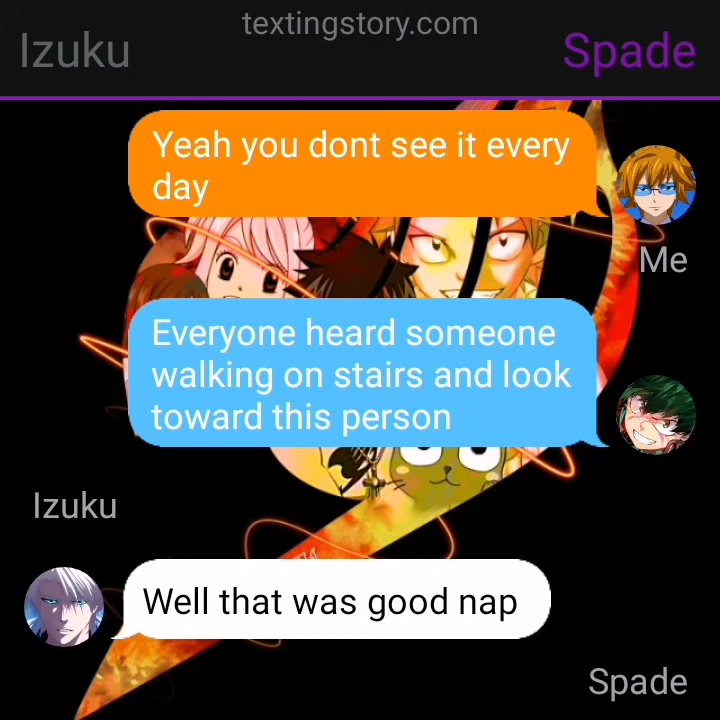 textingstory.com
Izuku
Spade
Yeah you dont see it every
day
Me
Everyone heard someone
walking on stairs and look
toward this person
Izuku
Well that was good nap
Spade